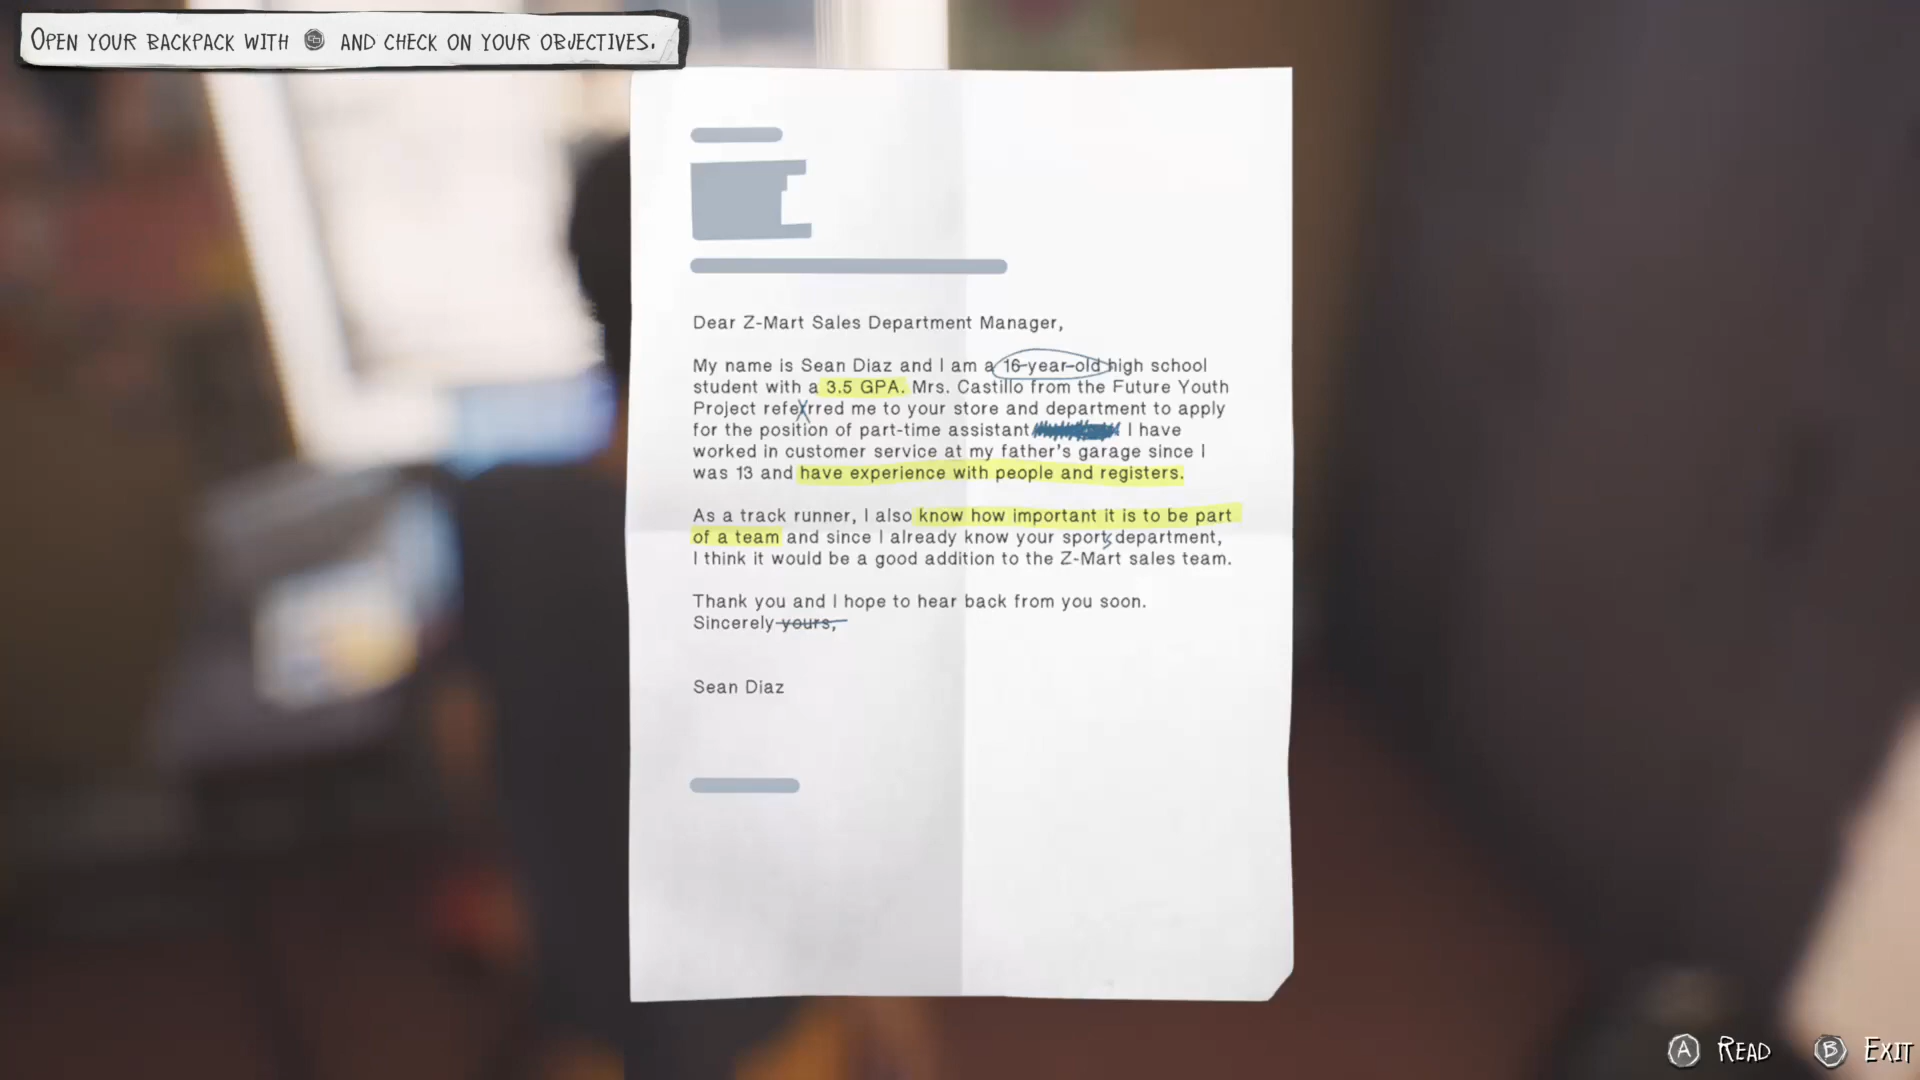 OPEN YOUR BACKPACK WITH AND CHECK ON YOUR OBJECTIVES.
Dear Z-Mart Sales Department Manager,
My name is Sean Diaz and I am a 16-year-old high school
student with a 3.5 GPA. Mrs. Castillo from the Future Youth
Project referrred me to your store and department to apply
for the position of part-time assistant I have
worked in customer service at my father's garage since I
was 13 and have experience with people and registers.
As a track runner, I also know how important it is to be part
of a team and since I already know your sports department,
I think it would be a good addition to the Z-Mart sales team.
Thank you and I hope to hear back from you soon.
Sincerely yours,
Sean Diaz
A READ B EXIT